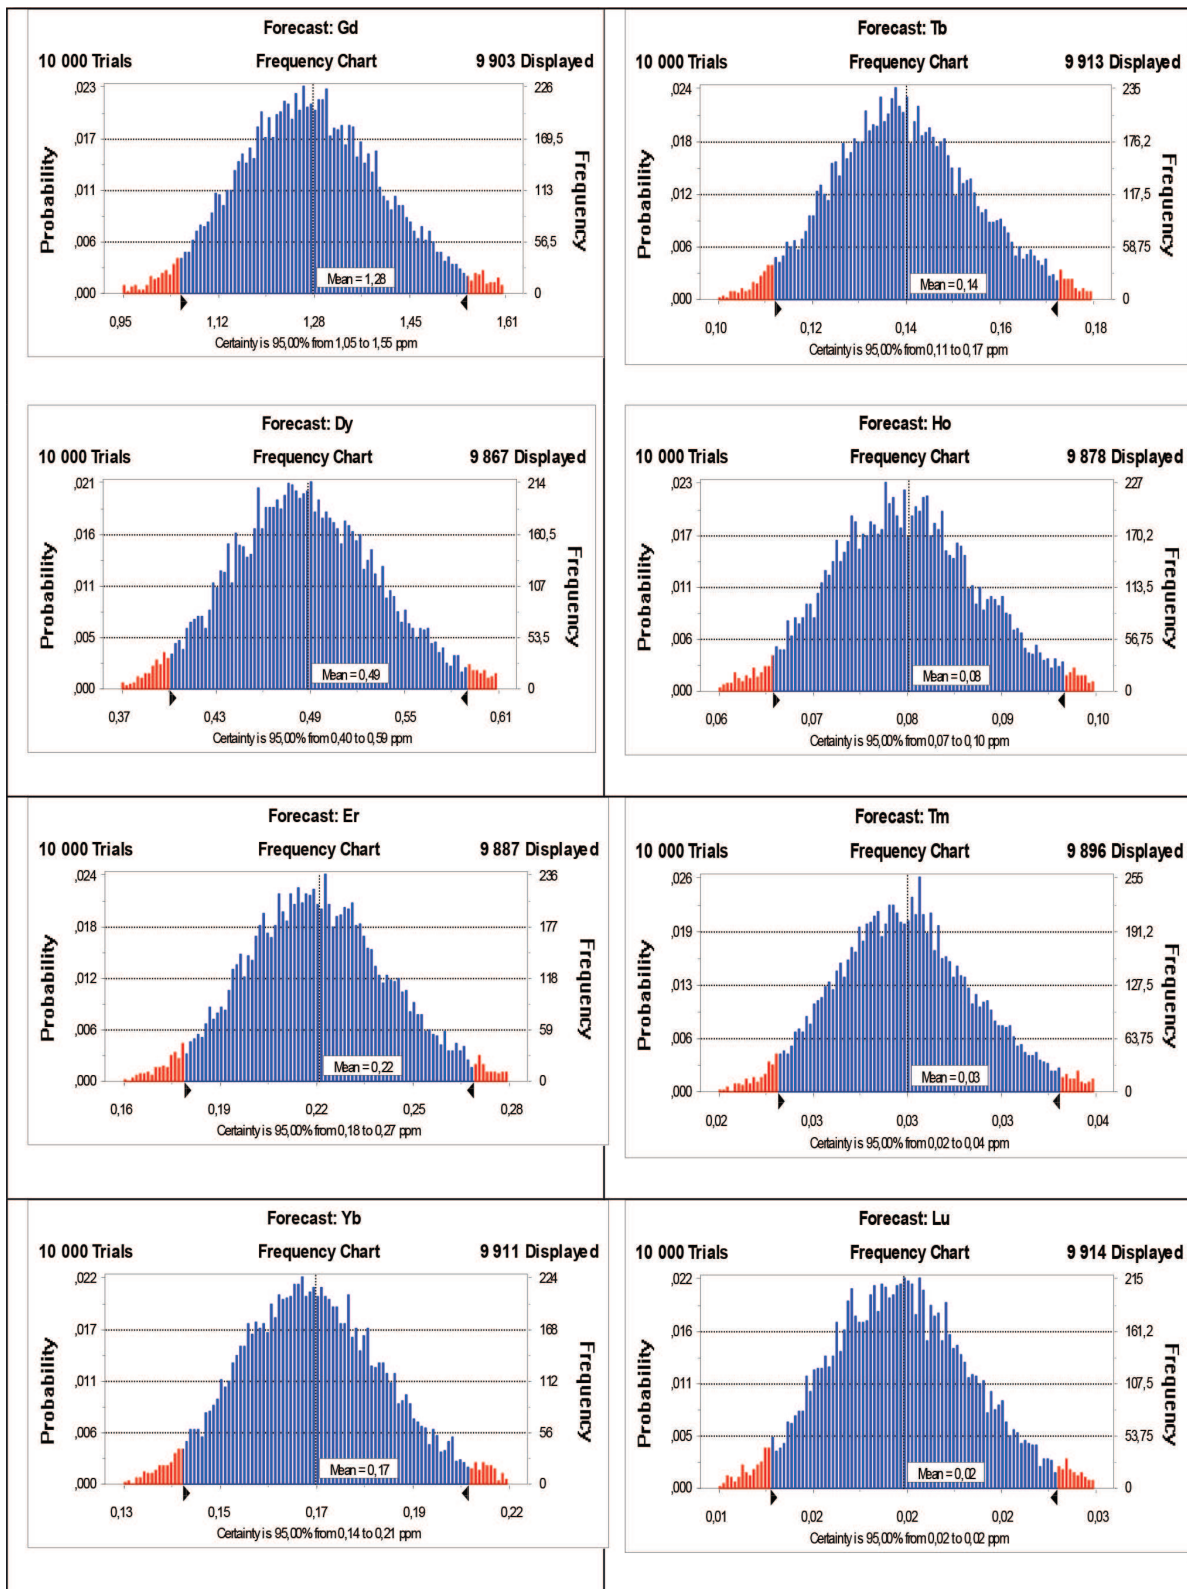 Forecast: Gd
10 000 Trials Frequency Chart 9 903 Displayed
,023 226
,017 169,5
,011 113
,006 56,5
,000 0
Probability
Frequency
Mean = 1,28
0,95 1,12 1,28 1,45 1,61
Certainty is 95,00% from 1,05 to 1,55 ppm
Forecast: Tb
10 000 Trials Frequency Chart 9 913 Displayed
,024 235
,018 176,2
,012 117,5
,006 58,75
,000 0
Probability
Frequency
Mean = 0,14
0,10 0,12 0,14 0,16 0,18
Certainty is 95,00% from 0,11 to 0,17 ppm
Forecast: Dy
10 000 Trials Frequency Chart 9 867 Displayed
,021 214
,016 160,5
,011 107
,005 53,5
,000 0
Probability
Frequency
Mean = 0,49
0,37 0,43 0,49 0,55 0,61
Certainty is 95,00% from 0,40 to 0,59 ppm
Forecast: Ho
10 000 Trials Frequency Chart 9 878 Displayed
,023 227
,017 170,2
,011 113,5
,006 56,75
,000 0
Probability
Frequency
Mean = 0,08
0,06 0,07 0,08 0,09 0,10
Certainty is 95,00% from 0,07 to 0,10 ppm
Forecast: Er
10 000 Trials Frequency Chart 9 887 Displayed
,024 236
,018 177
,012 118
,006 59
,000 0
Probability
Frequency
Mean = 0,22
0,16 0,19 0,22 0,25 0,28
Certainty is 95,00% from 0,18 to 0,27 ppm
Forecast: Tm
10 000 Trials Frequency Chart 9 896 Displayed
,026 255
,019 191,2
,013 127,5
,006 63,75
,000 0
Probability
Frequency
Mean = 0,03
0,02 0,03 0,03 0,03 0,04
Certainty is 95,00% from 0,02 to 0,04 ppm
Forecast: Yb
10 000 Trials Frequency Chart 9 911 Displayed
,022 224
,017 168
,011 112
,006 56
,000 0
Probability
Frequency
Mean = 0,17
0,13 0,15 0,17 0,19 0,22
Certainty is 95,00% from 0,14 to 0,21 ppm
Forecast: Lu
10 000 Trials Frequency Chart 9 914 Displayed
,022 215
,016 161,2
,011 107,5
,005 53,75
,000 0
Probability
Frequency
Mean = 0,02
0,01 0,02 0,02 0,02 0,03
Certainty is 95,00% from 0,02 to 0,02 ppm